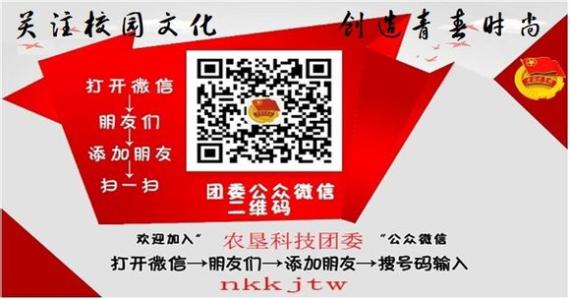 关注校园文化 创造青春时尚
打开微信
↓
朋友们
↓
添加朋友
↓
扫一扫
团委公众微信
二维码
欢迎加入“ 农垦科技团委 ”公众微信
打开微信→朋友们→添加朋友→搜号码输入
nkkjtw